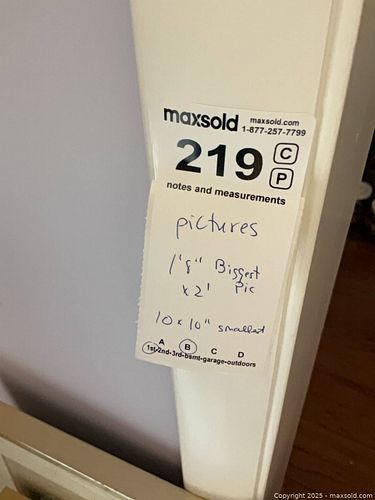 maxsold maxsold.com
1-877-257-7799
219 C
P
notes and measurements
pictures
1'8" Biggest
x 2' Pic
10 x 10" smallest
A B C D
1st-2nd-3rd-bsmt-garage-outdoors
Copyright © 2025 - maxsold.com